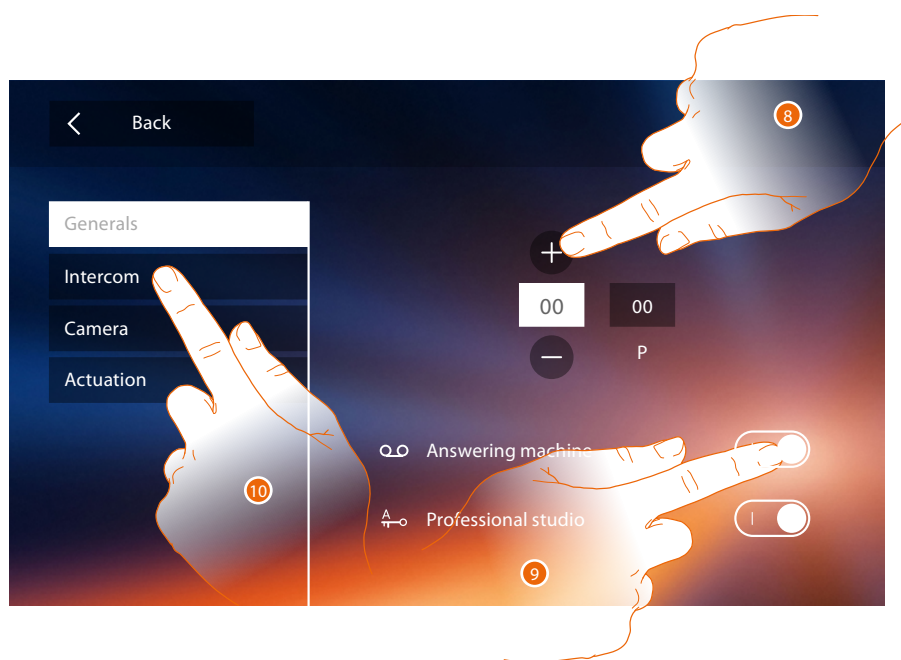 Back
Generals
Intercom
Camera
Actuation
00 00
P
Answering machine
A
Professional studio
8
9
10